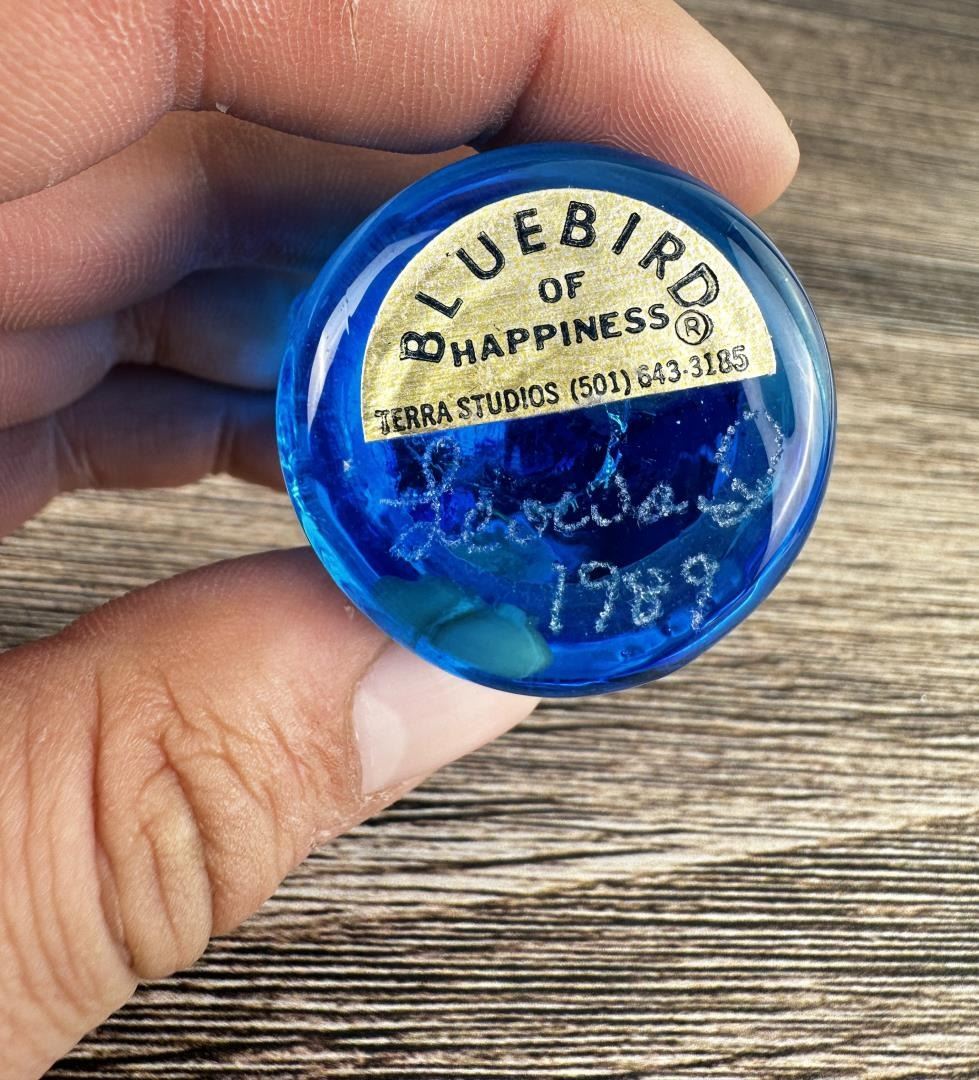 BLUEBIRD
OF
HAPPINESS ®
TERRA STUDIOS (501) 643-3185
1989